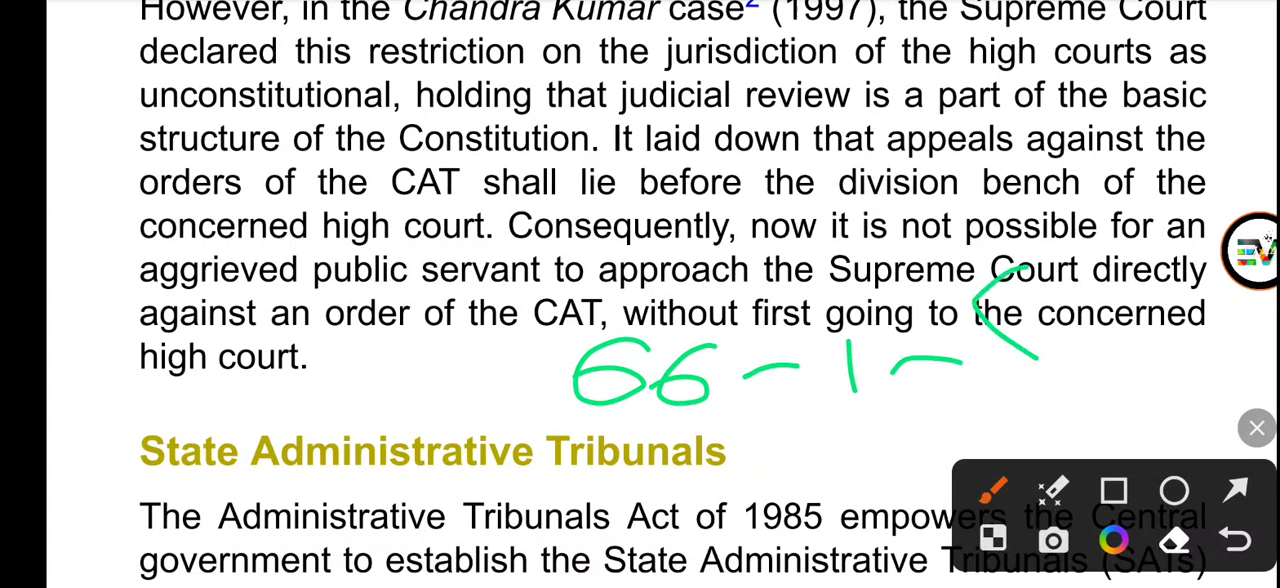 However, in the Chandra Kumar case2 (1997), the Supreme Court
declared this restriction on the jurisdiction of the high courts as
unconstitutional, holding that judicial review is a part of the basic
structure of the Constitution. It laid down that appeals against the
orders of the CAT shall lie before the division bench of the
concerned high court. Consequently, now it is not possible for an
aggrieved public servant to approach the Supreme Court directly
against an order of the CAT, without first going to the concerned
high court.
66 - 1 - <
State Administrative Tribunals
The Administrative Tribunals Act of 1985 empowers the Central
government to establish the State Administrative Tribunals (SATs)
EV